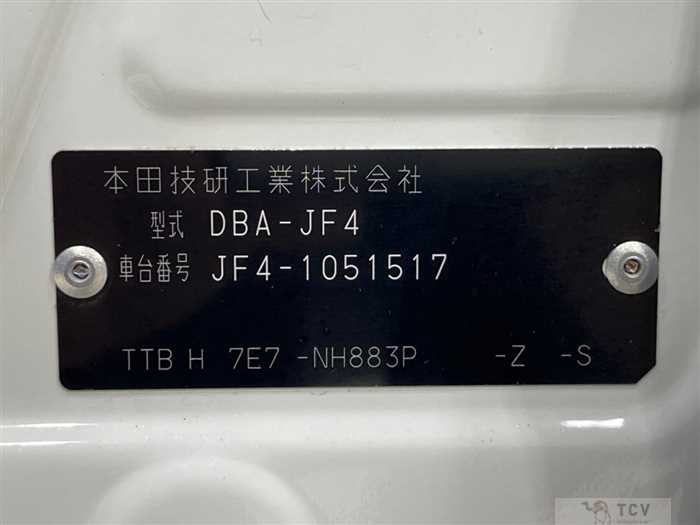 本田技研工業株式会社
型式 DBA-JF4
車台番号 JF4-1051517
TTB H 7E7 -NH883P -Z -S
TCV